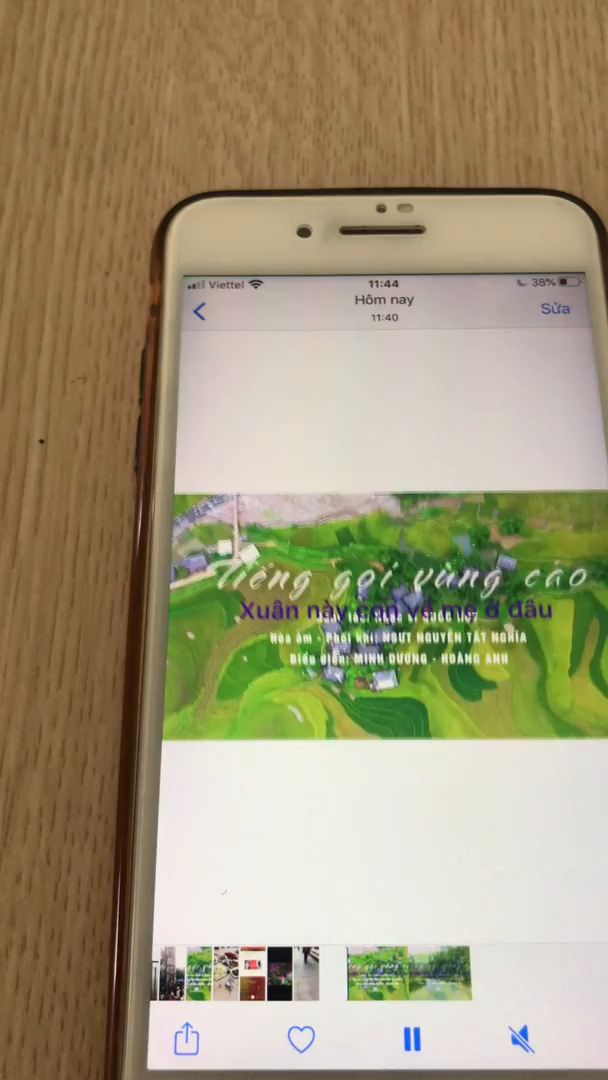 Viettel
11:44
38%
Hôm nay
11:40
Sửa
Tiếng gọi vùng cao
Xuân này con về mẹ ở đâu
Hòa âm - Phối khí: NSƯT NGUYỄN TẤT NGHĨA
Biểu diễn: MINH DƯƠNG - HOÀNG ANH